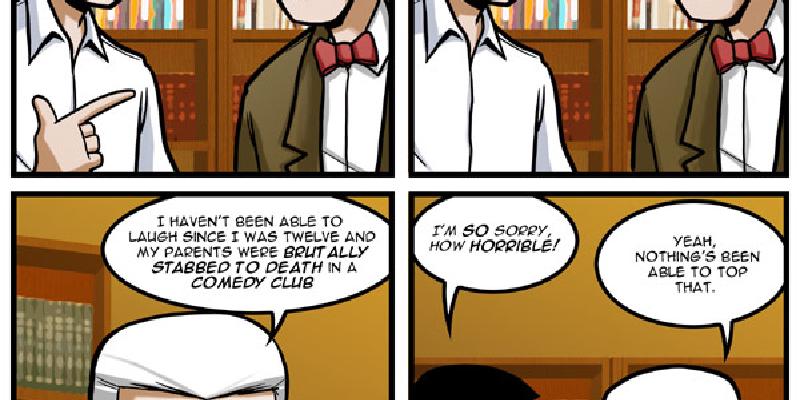 I HAVEN'T BEEN ABLE TO
LAUGH SINCE I WAS TWELVE AND
MY PARENTS WERE BRUTALLY
STABBED TO DEATH IN A
COMEDY CLUB
I'M SO SORRY,
HOW HORRIBLE!
YEAH,
NOTHING'S BEEN
ABLE TO TOP
THAT.